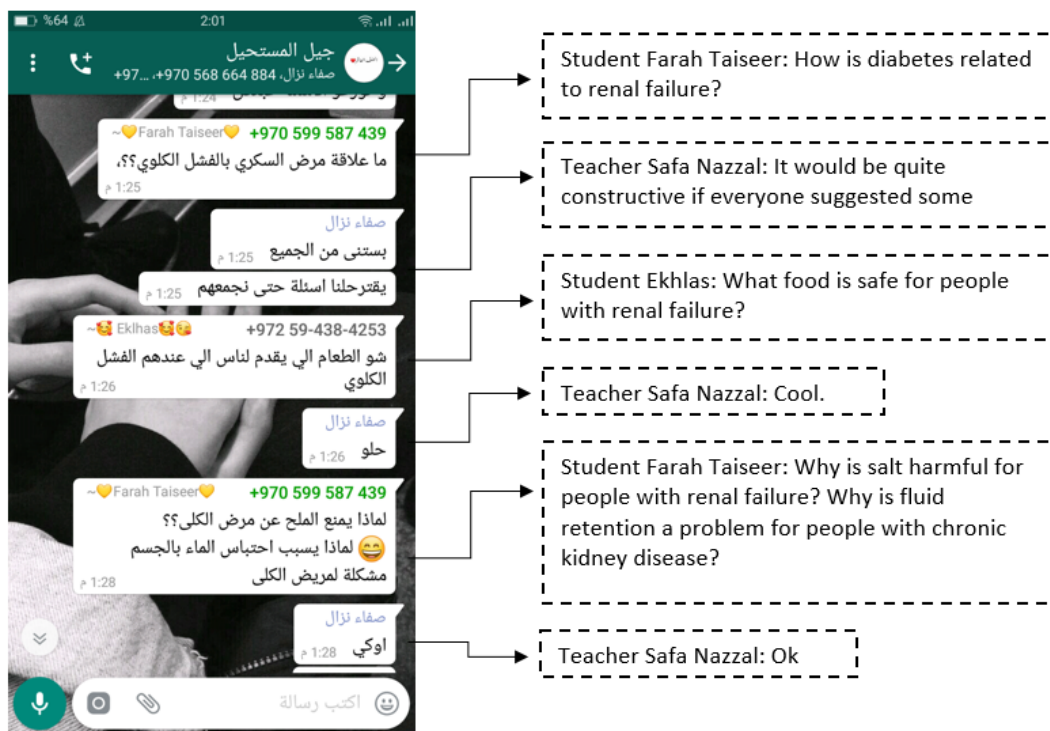 %64
2:01
جيل المستحيل
صفاء نزال، 884 664 568 970+، ...97+
1:24 م
~💛Farah Taiseer💛 +970 599 587 439
ما علاقة مرض السكري بالفشل الكلوي؟؟،
1:25 م
صفاء نزال
بستنى من الجميع
1:25 م
يقترحلنا اسئلة حتى نجمعهم
1:25 م
~🥰Eklhas🥰😘 +972 59-438-4253
شو الطعام الي يقدم لناس الي عندهم الفشل
الكلوي
1:26 م
صفاء نزال
حلو
1:26 م
~💛Farah Taiseer💛 +970 599 587 439
لماذا يمنع الملح عن مرض الكلى؟؟
😄 لماذا يسبب احتباس الماء بالجسم
مشكلة لمريض الكلى
1:28 م
صفاء نزال
اوكي
1:28 م
اكتب رسالة
Student Farah Taiseer: How is diabetes related
to renal failure?
Teacher Safa Nazzal: It would be quite
constructive if everyone suggested some
Student Ekhlas: What food is safe for people
with renal failure?
Teacher Safa Nazzal: Cool.
Student Farah Taiseer: Why is salt harmful for
people with renal failure? Why is fluid
retention a problem for people with chronic
kidney disease?
Teacher Safa Nazzal: Ok